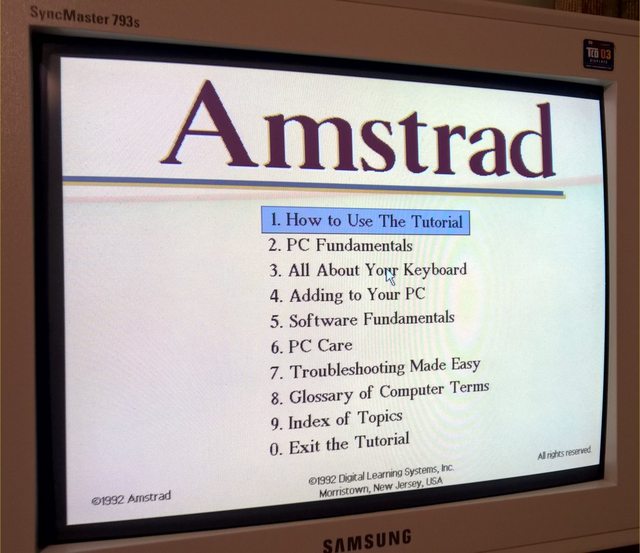 SyncMaster 793s
TCO 03
DISPLAYS
Amstrad
1. How to Use The Tutorial
2. PC Fundamentals
3. All About Your Keyboard
4. Adding to Your PC
5. Software Fundamentals
6. PC Care
7. Troubleshooting Made Easy
8. Glossary of Computer Terms
9. Index of Topics
0. Exit the Tutorial
All rights reserved.
©1992 Digital Learning Systems, Inc.
Morristown, New Jersey, USA
©1992 Amstrad
SAMSUNG